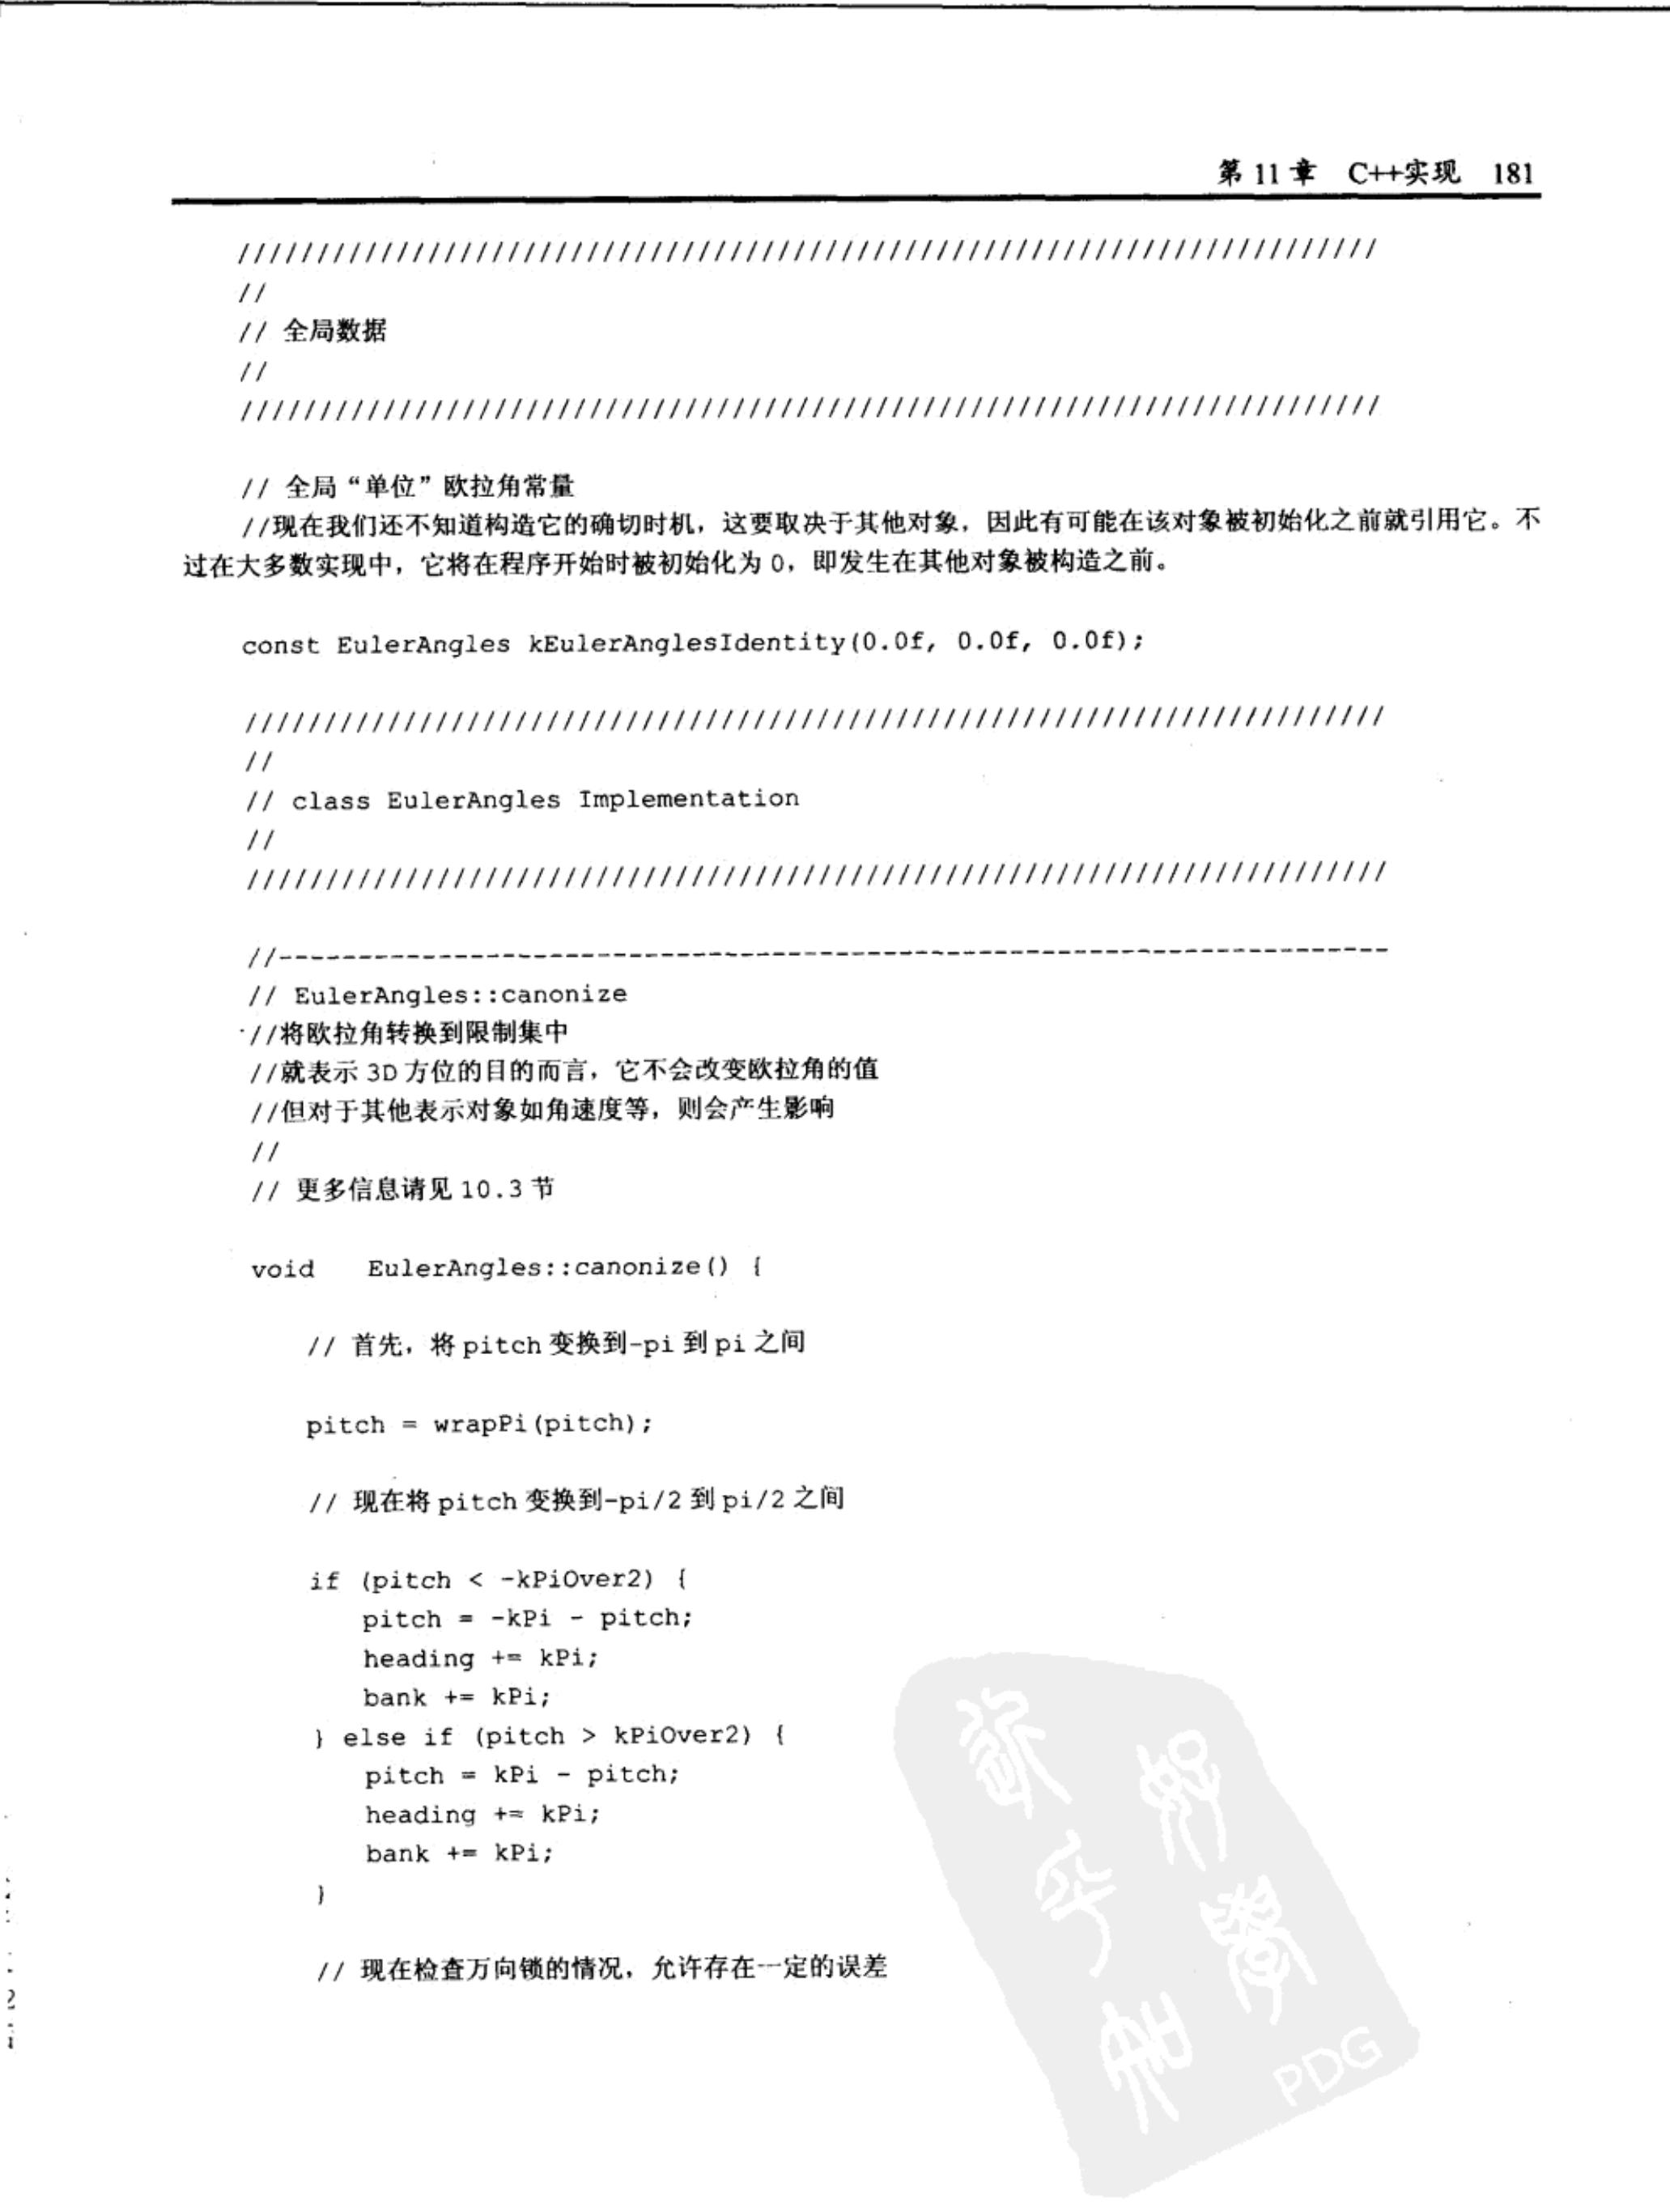 第 11 章 C++实现 181
////////////////////////////////////////////////////////////////////////
//
// 全局数据
//
////////////////////////////////////////////////////////////////////////
// 全局“单位”欧拉角常量
//现在我们还不知道构造它的确切时机，这要取决于其他对象，因此有可能在该对象被初始化之前就引用它。不
过在大多数实现中，它将在程序开始时被初始化为 0，即发生在其他对象被构造之前。
const EulerAngles kEulerAnglesIdentity(0.0f, 0.0f, 0.0f);
////////////////////////////////////////////////////////////////////////
//
// class EulerAngles Implementation
//
////////////////////////////////////////////////////////////////////////
//----------------------------------------------------------------------
// EulerAngles::canonize
//将欧拉角转换到限制集中
//就表示 3D 方位的目的而言，它不会改变欧拉角的值
//但对于其他表示对象如角速度等，则会产生影响
//
// 更多信息请见 10.3 节
void EulerAngles::canonize() {
// 首先，将 pitch 变换到-pi 到 pi 之间
pitch = wrapPi(pitch);
// 现在将 pitch 变换到-pi/2 到 pi/2 之间
if (pitch < -kPiOver2) {
pitch = -kPi - pitch;
heading += kPi;
bank += kPi;
} else if (pitch > kPiOver2) {
pitch = kPi - pitch;
heading += kPi;
bank += kPi;
}
// 现在检查万向锁的情况，允许存在一定的误差
PDG